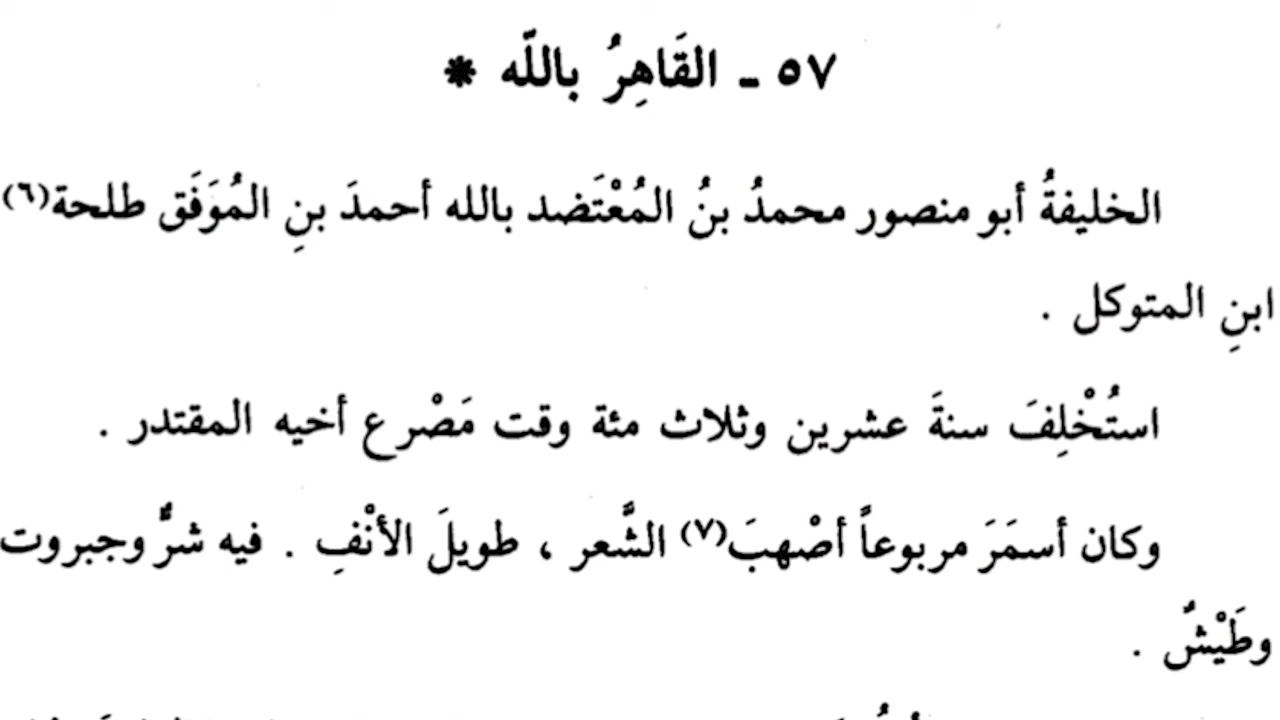 ٥٧ ـ القَاهِرُ باللّه *
الخليفةُ أبو منصور محمدُ بنُ المُعْتَضد بالله أحمدَ بنِ المُوَفَق طلحة(٦)
ابنِ المتوكل .
استُخْلِفَ سنةَ عشرين وثلاث مئة وقت مَصْرع أخيه المقتدر .
وكان أسمَرَ مربوعاً أصْهبَ(٧) الشَّعر ، طويلَ الأنْفِ . فيه شرٌّ وجبروت
وطَيْشٌ .